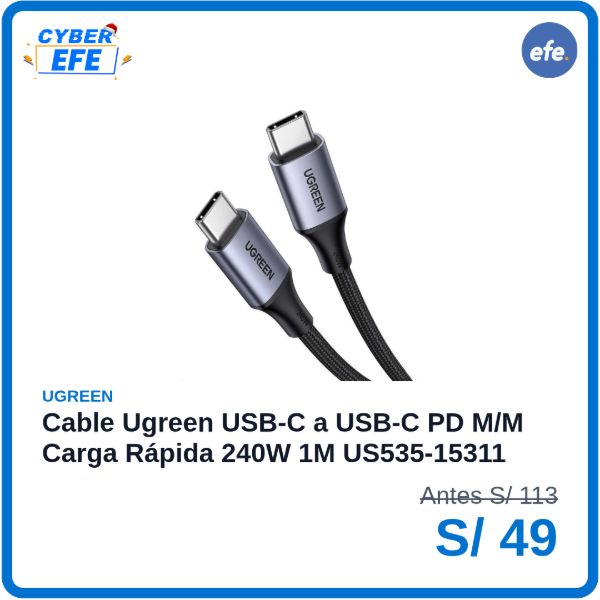 CYBER
EFE
efe.
UGREEN
UGREEN
UGREEN
Cable Ugreen USB-C a USB-C PD M/M
Carga Rápida 240W 1M US535-15311
Antes S/ 113
S/ 49